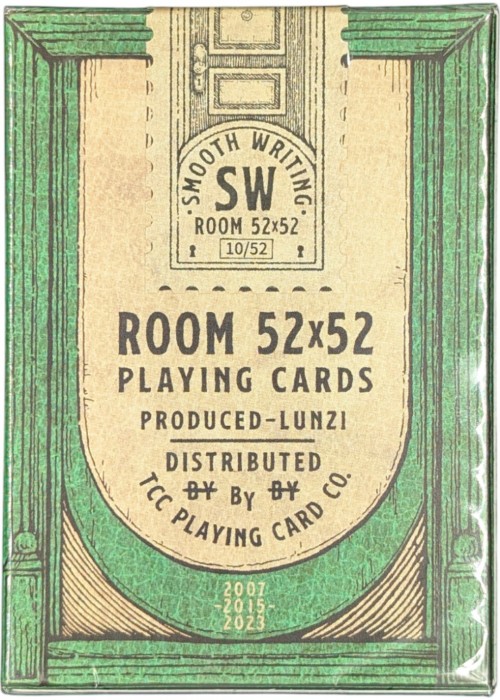 SMOOTH WRITING
SW
ROOM 52x52
10/52
ROOM 52x52
PLAYING CARDS
PRODUCED-LUNZI
DISTRIBUTED
BY By BY
TCC PLAYING CARD CO.
2007
-2015-
2023